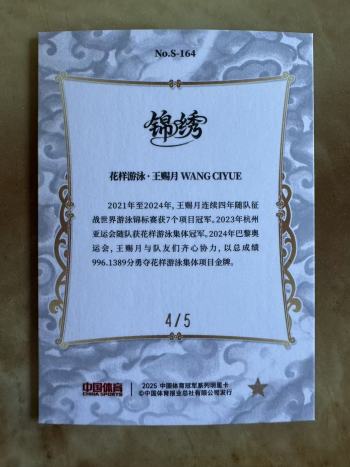 No.S-164
锦绣
花样游泳·王赐月 WANG CIYUE
2021年至2024年，王赐月连续四年随队征
战世界游泳锦标赛获7个项目冠军。2023年杭州
亚运会随队获花样游泳集体冠军。2024年巴黎奥
运会，王赐月与队友们齐心协力，以总成绩
996.1389分勇夺花样游泳集体项目金牌。
4/5
中国体育
CHINA SPORTS
2025 中国体育冠军系列明星卡
©中国体育报业总社有限公司发行